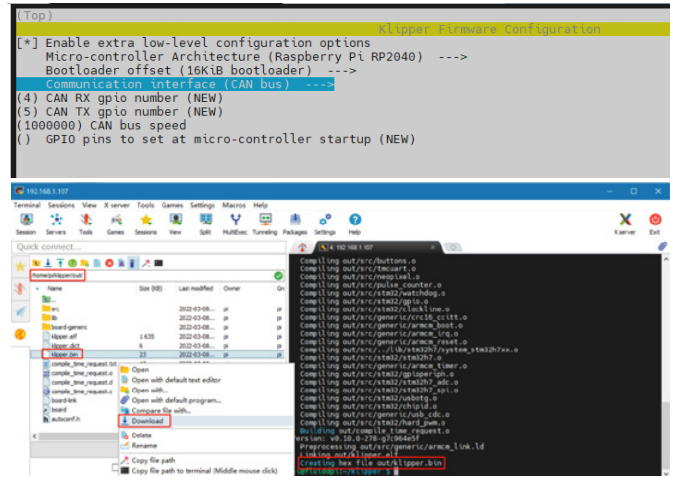 (Top)
Klipper Firmware Configuration
[*] Enable extra low-level configuration options
Micro-controller Architecture (Raspberry Pi RP2040)  --->
Bootloader offset (16KiB bootloader)  --->
Communication interface (CAN bus)  --->
(4) CAN RX gpio number (NEW)
(5) CAN TX gpio number (NEW)
(1000000) CAN bus speed
()  GPIO pins to set at micro-controller startup (NEW)
192.168.1.107
Terminal Sessions View X server Tools Games Settings Macros Help
Session Servers Tools Games Sessions View Split MultiExec Tunneling Packages Settings Help X server Exit
Quick connect...
4. 192.168.1.107
/home/pi/klipper/out/
Name Size (KB) Last modified Owner
..
src 2022-03-08... pi
lib 2022-03-08... pi
board-generic 2022-03-08... pi
klipper.elf 1 635 2022-03-08... pi
klipper.dict 6 2022-03-08... pi
klipper.bin 23 2022-03-08... pi
compile_time_request.txt
compile_time_request.o
compile_time_request.d
compile_time_request.c
board-link
board
autoconf.h
Open
Open with default text editor
Open with...
Open with default program...
Compare file with...
Download
Delete
Rename
Copy file path
Copy file path to terminal (Middle mouse click)
Compiling out/src/buttons.o
Compiling out/src/tmcuart.o
Compiling out/src/neopixel.o
Compiling out/src/pulse_counter.o
Compiling out/src/stm32/watchdog.o
Compiling out/src/stm32/gpio.o
Compiling out/src/stm32/clockline.o
Compiling out/src/generic/crc16_ccitt.o
Compiling out/src/generic/armcm_boot.o
Compiling out/src/generic/armcm_irq.o
Compiling out/src/generic/armcm_reset.o
Compiling out/src/../lib/stm32h7/system_stm32h7xx.o
Compiling out/src/stm32/stm32h7.o
Compiling out/src/generic/armcm_timer.o
Compiling out/src/stm32/gpioperiph.o
Compiling out/src/stm32/stm32h7_adc.o
Compiling out/src/stm32/stm32h7_spi.o
Compiling out/src/stm32/usbotg.o
Compiling out/src/stm32/chipid.o
Compiling out/src/generic/usb_cdc.o
Compiling out/src/stm32/hard_pwm.o
Building out/compile_time_request.o
Version: v0.10.0-278-g7c964e5f
Preprocessing out/src/generic/armcm_link.ld
Linking out/klipper.elf
Creating hex file out/klipper.bin